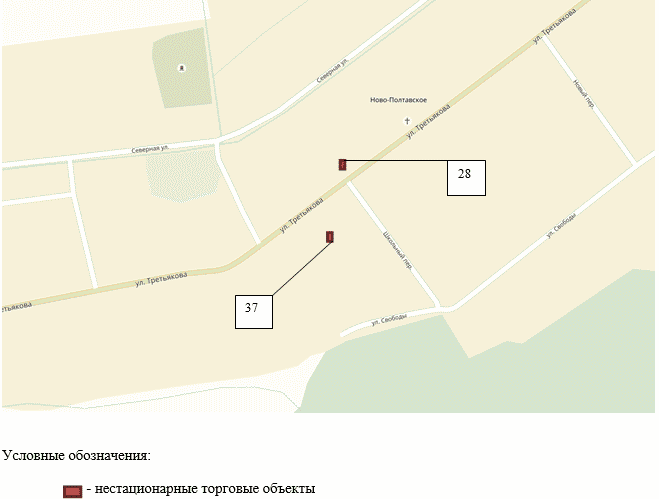 ул. Третьякова
Северная ул.
Новый пер.
Ново-Полтавское
ул. Третьякова
Северная ул.
28
ул. Третьякова
ул. Свободы
Школьный пер.
ул. Третьякова
етьякова
37
ул. Свободы
Условные обозначения:
- нестационарные торговые объекты